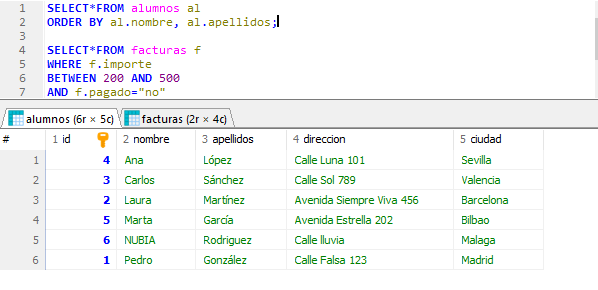 1 SELECT*FROM alumnos al
2 ORDER BY al.nombre, al.apellidos;
3
4 SELECT*FROM facturas f
5 WHERE f.importe
6 BETWEEN 200 AND 500
7 AND f.pagado="no"
alumnos (6r × 5c) facturas (2r × 4c)
# 1 id 2 nombre 3 apellidos 4 direccion 5 ciudad
1 4 Ana López Calle Luna 101 Sevilla
2 3 Carlos Sánchez Calle Sol 789 Valencia
3 2 Laura Martínez Avenida Siempre Viva 456 Barcelona
4 5 Marta García Avenida Estrella 202 Bilbao
5 6 NUBIA Rodriguez Calle lluvia Malaga
6 1 Pedro González Calle Falsa 123 Madrid